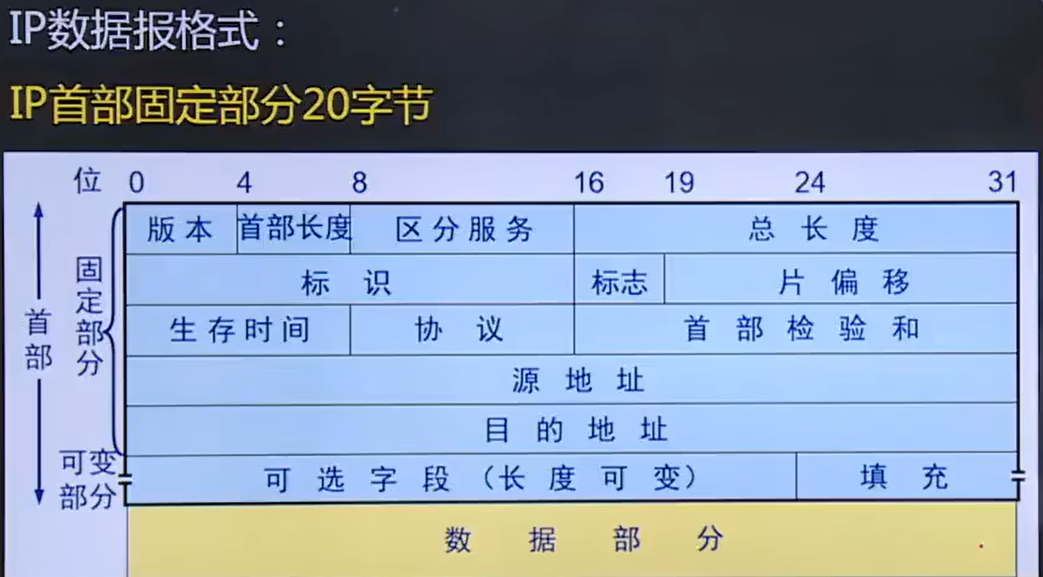 IP数据报格式：
IP首部固定部分20字节
位 0 4 8 16 19 24 31
版本 首部长度 区分服务 总长度
标识 标志 片偏移
生存时间 协议 首部检验和
源地址
目的地址
可选字段（长度可变） 填充
数据部分
首部
固定部分
可变
部分